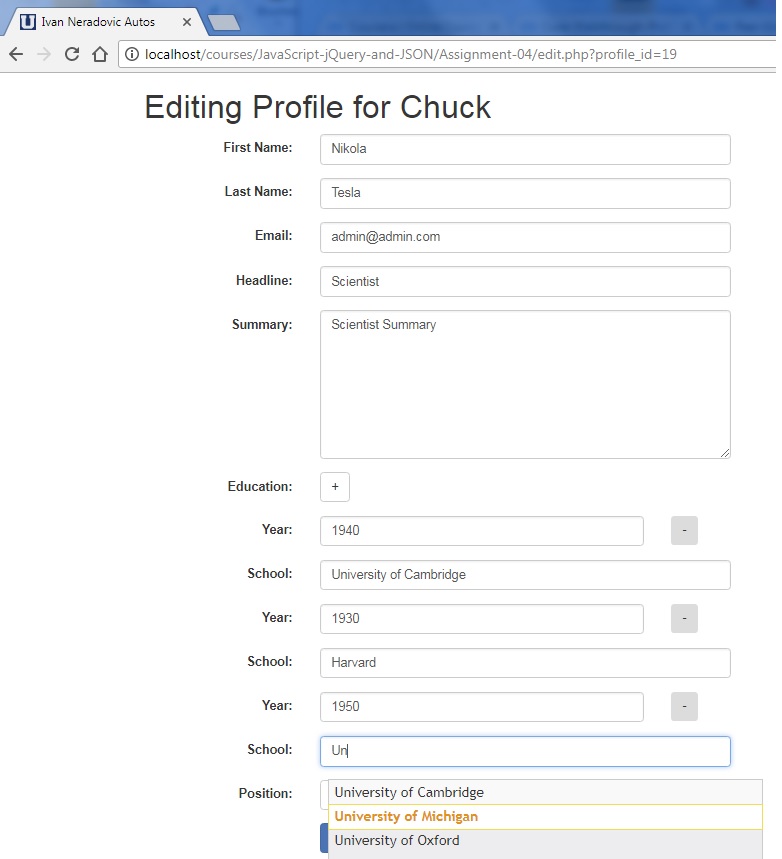 Ivan Neradovic Autos
localhost/courses/JavaScript-jQuery-and-JSON/Assignment-04/edit.php?profile_id=19
Editing Profile for Chuck
First Name: Nikola
Last Name: Tesla
Email: admin@admin.com
Headline: Scientist
Summary: Scientist Summary
Education: +
Year: 1940 -
School: University of Cambridge
Year: 1930 -
School: Harvard
Year: 1950 -
School: Un
Position:
University of Cambridge
University of Michigan
University of Oxford